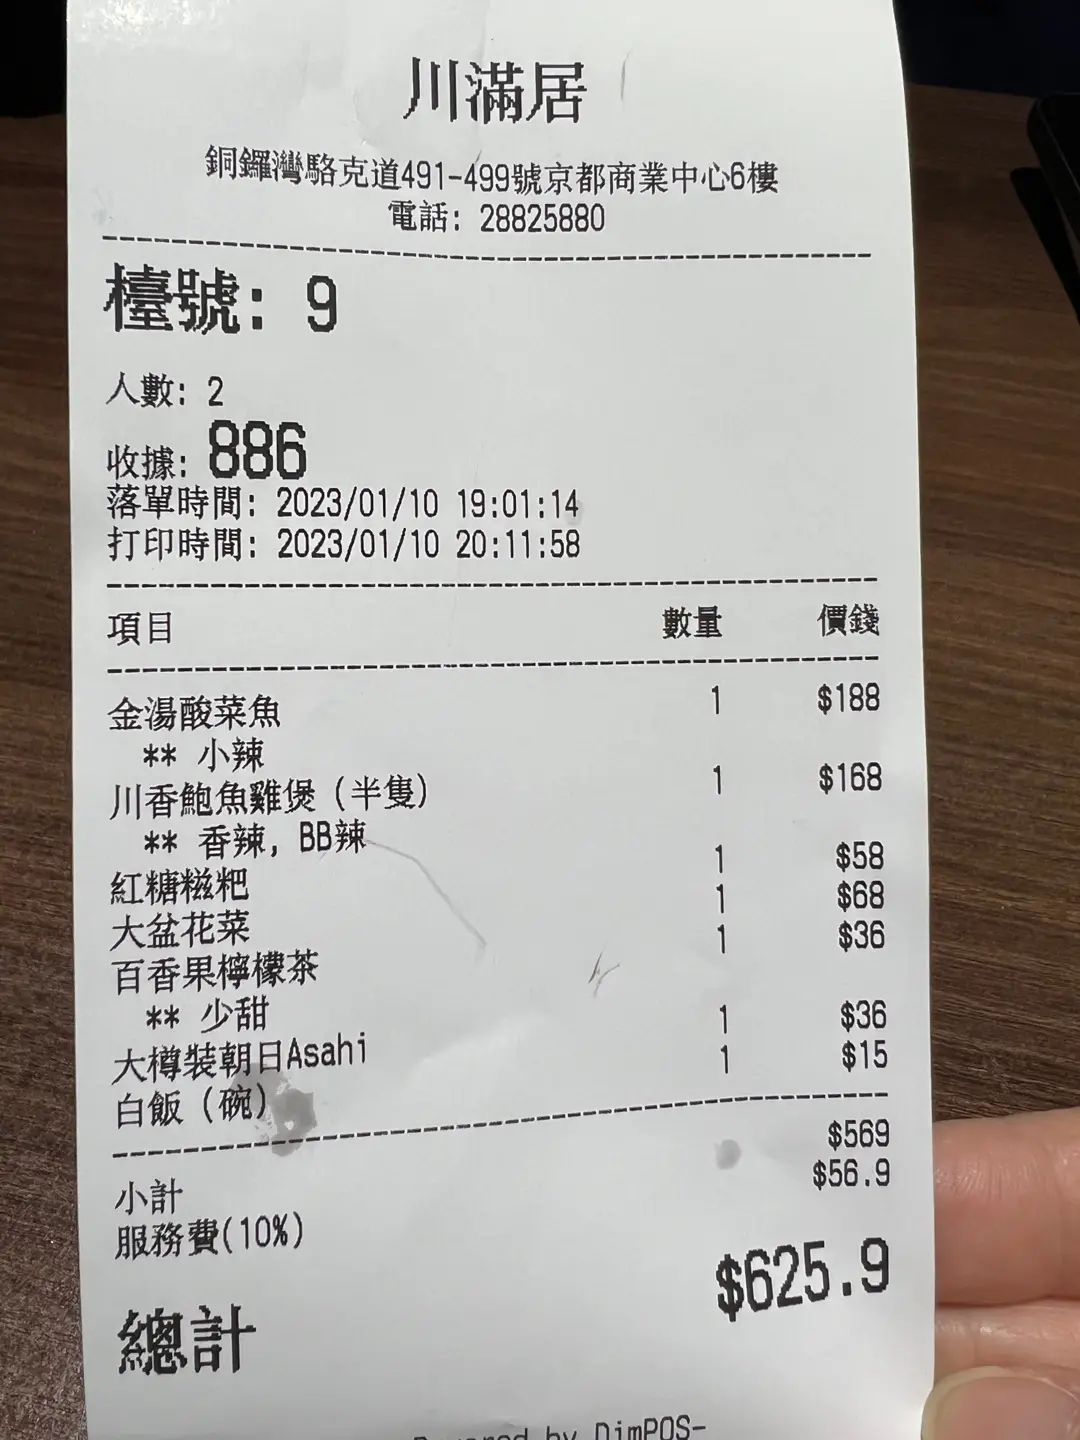 川滿居
銅鑼灣駱克道491-499號京都商業中心6樓
電話: 28825880
檯號: 9
人數: 2
收據: 886
落單時間: 2023/01/10 19:01:14
打印時間: 2023/01/10 20:11:58
項目 數量 價錢
金湯酸菜魚 1 $188
** 小辣
川香鮑魚雞煲 (半隻) 1 $168
** 香辣, BB辣
紅糖糍粑 1 $58
大盆花菜 1 $68
百香果檸檬茶 1 $36
** 少甜
大樽裝朝日Asahi 1 $36
白飯 (碗) 1 $15
小計 $569
服務費(10%) $56.9
總計 $625.9
Powered by DimPOS-